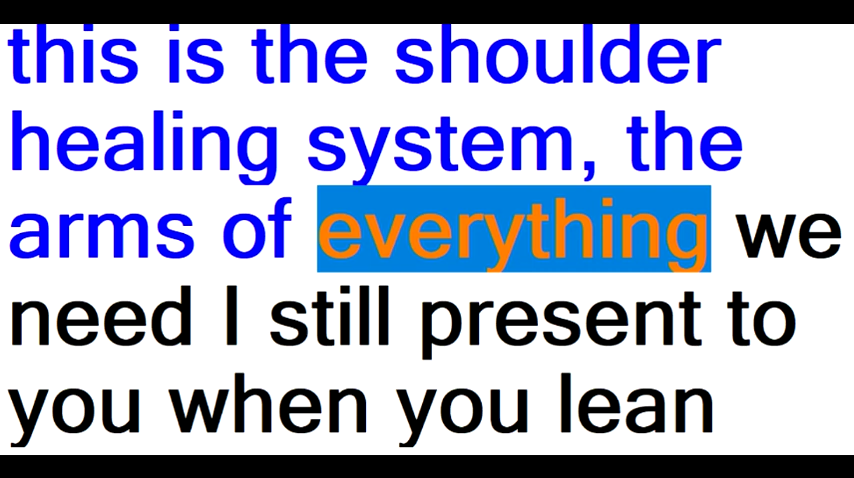 this is the shoulder
healing system, the
arms of everything we
need I still present to
you when you lean